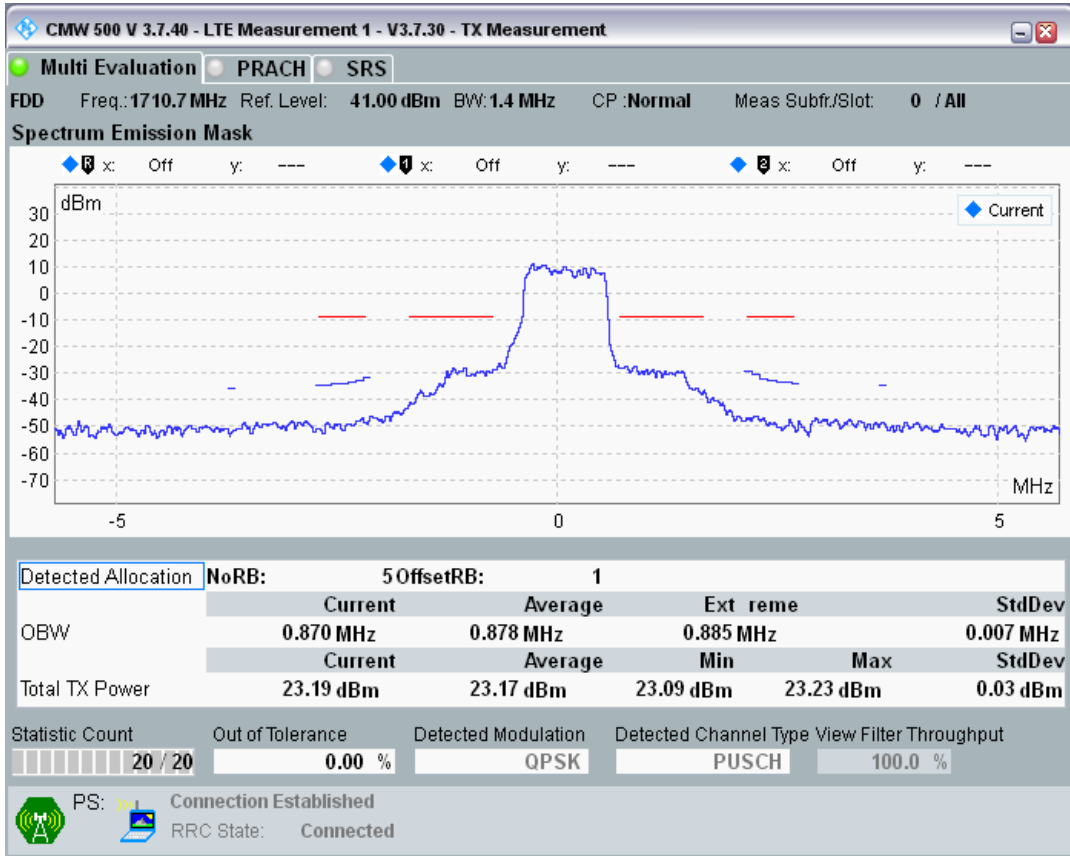 CMW 500 V 3.7.40 - LTE Measurement 1 - V3.7.30 - TX Measurement
Multi Evaluation PRACH SRS
FDD Freq.: 1710.7 MHz Ref. Level: 41.00 dBm BW: 1.4 MHz CP : Normal Meas Subfr./Slot: 0 / All
Spectrum Emission Mask
R x: Off y: --- 1 x: Off y: --- 2 x: Off y: ---
dBm
Current
30
20
10
0
-10
-20
-30
-40
-50
-60
-70
MHz
-5 0 5
Detected Allocation NoRB: 5 OffsetRB: 1
Current Average Ext reme StdDev
OBW 0.870 MHz 0.878 MHz 0.885 MHz 0.007 MHz
Current Average Min Max StdDev
Total TX Power 23.19 dBm 23.17 dBm 23.09 dBm 23.23 dBm 0.03 dBm
Statistic Count Out of Tolerance Detected Modulation Detected Channel Type View Filter Throughput
20 / 20 0.00 % QPSK PUSCH 100.0 %
PS: Connection Established
RRC State: Connected